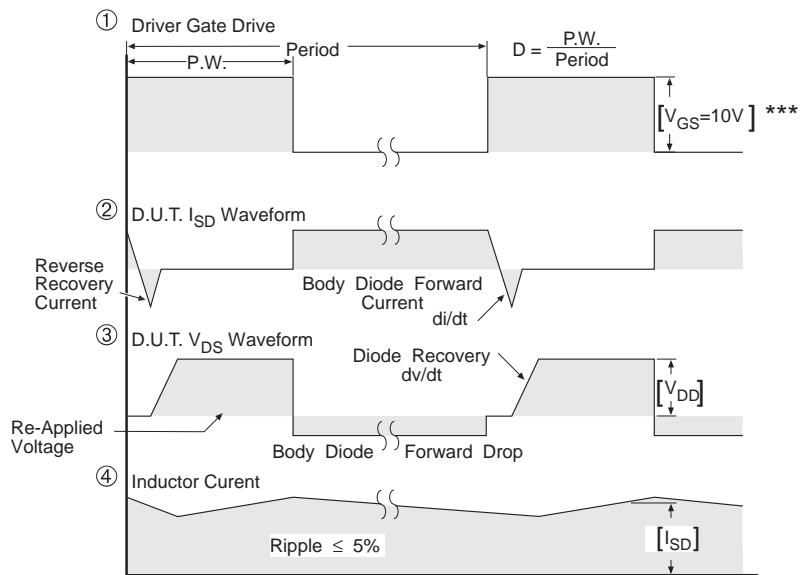 ① Driver Gate Drive
Period
P.W.
D = P.W. / Period
[V_GS=10V] ***
② D.U.T. I_SD Waveform
Reverse
Recovery
Current
Body Diode Forward
Current
di/dt
③ D.U.T. V_DS Waveform
Diode Recovery
dv/dt
[V_DD]
Re-Applied
Voltage
Body Diode Forward Drop
④ Inductor Curent
Ripple ≤ 5%
[I_SD]